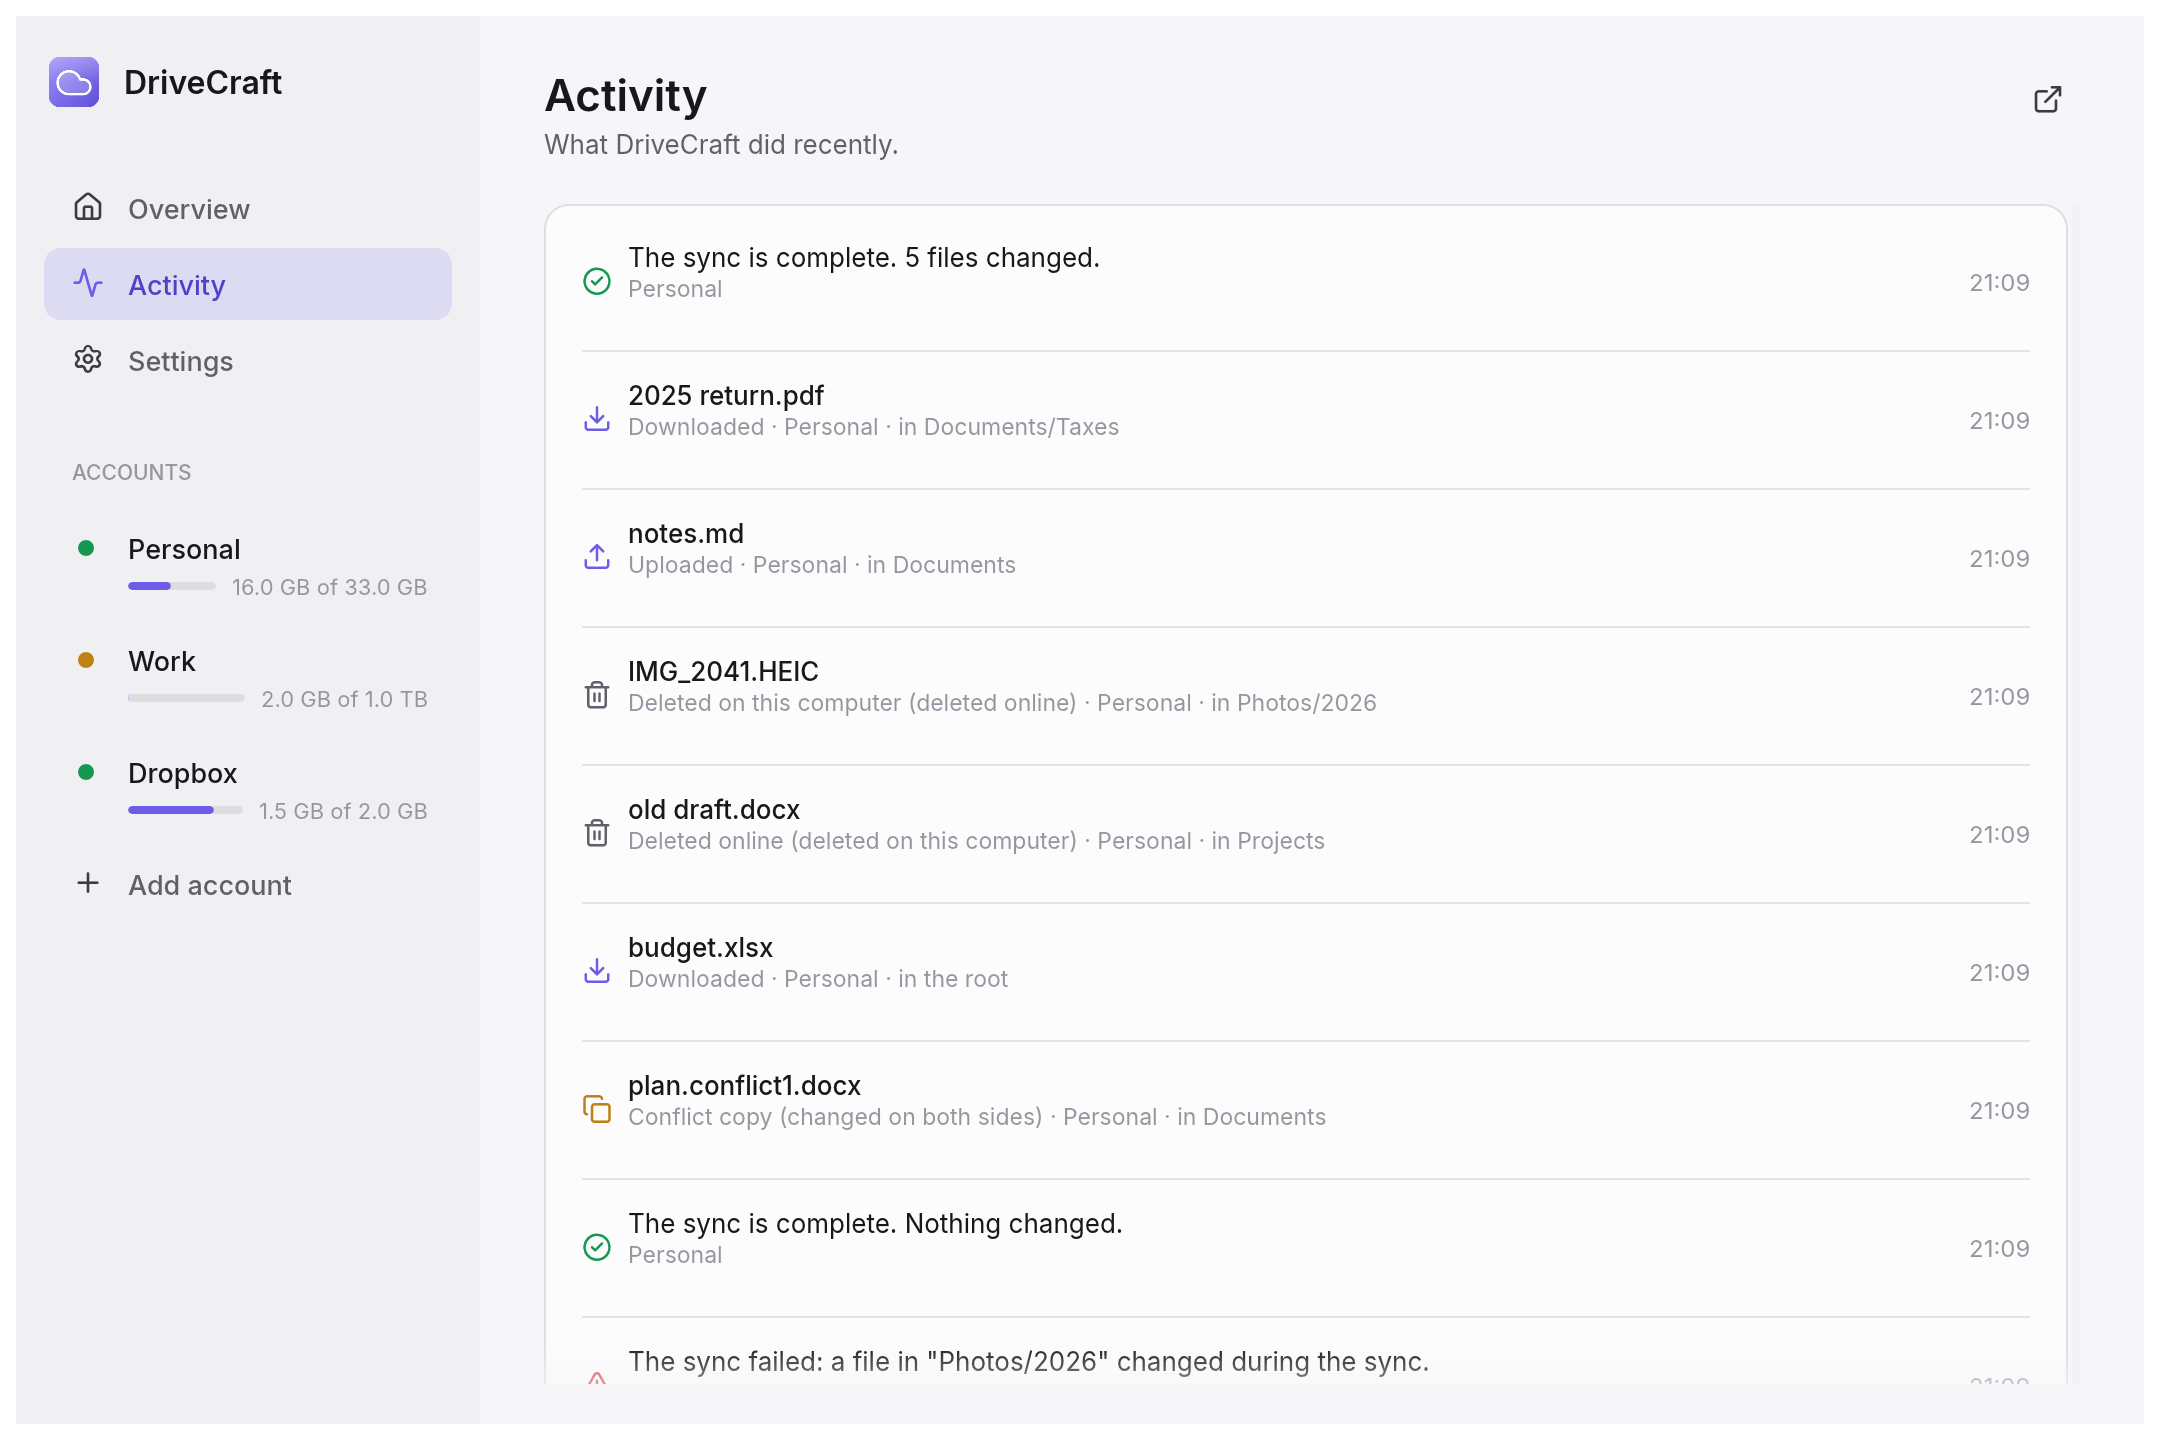 DriveCraft
Overview
Activity
Settings
ACCOUNTS
Personal
16.0 GB of 33.0 GB
Work
2.0 GB of 1.0 TB
Dropbox
1.5 GB of 2.0 GB
Add account
Activity
What DriveCraft did recently.
The sync is complete. 5 files changed.
Personal
21:09
2025 return.pdf
Downloaded · Personal · in Documents/Taxes
21:09
notes.md
Uploaded · Personal · in Documents
21:09
IMG_2041.HEIC
Deleted on this computer (deleted online) · Personal · in Photos/2026
21:09
old draft.docx
Deleted online (deleted on this computer) · Personal · in Projects
21:09
budget.xlsx
Downloaded · Personal · in the root
21:09
plan.conflict1.docx
Conflict copy (changed on both sides) · Personal · in Documents
21:09
The sync is complete. Nothing changed.
Personal
21:09
The sync failed: a file in "Photos/2026" changed during the sync.
21:09